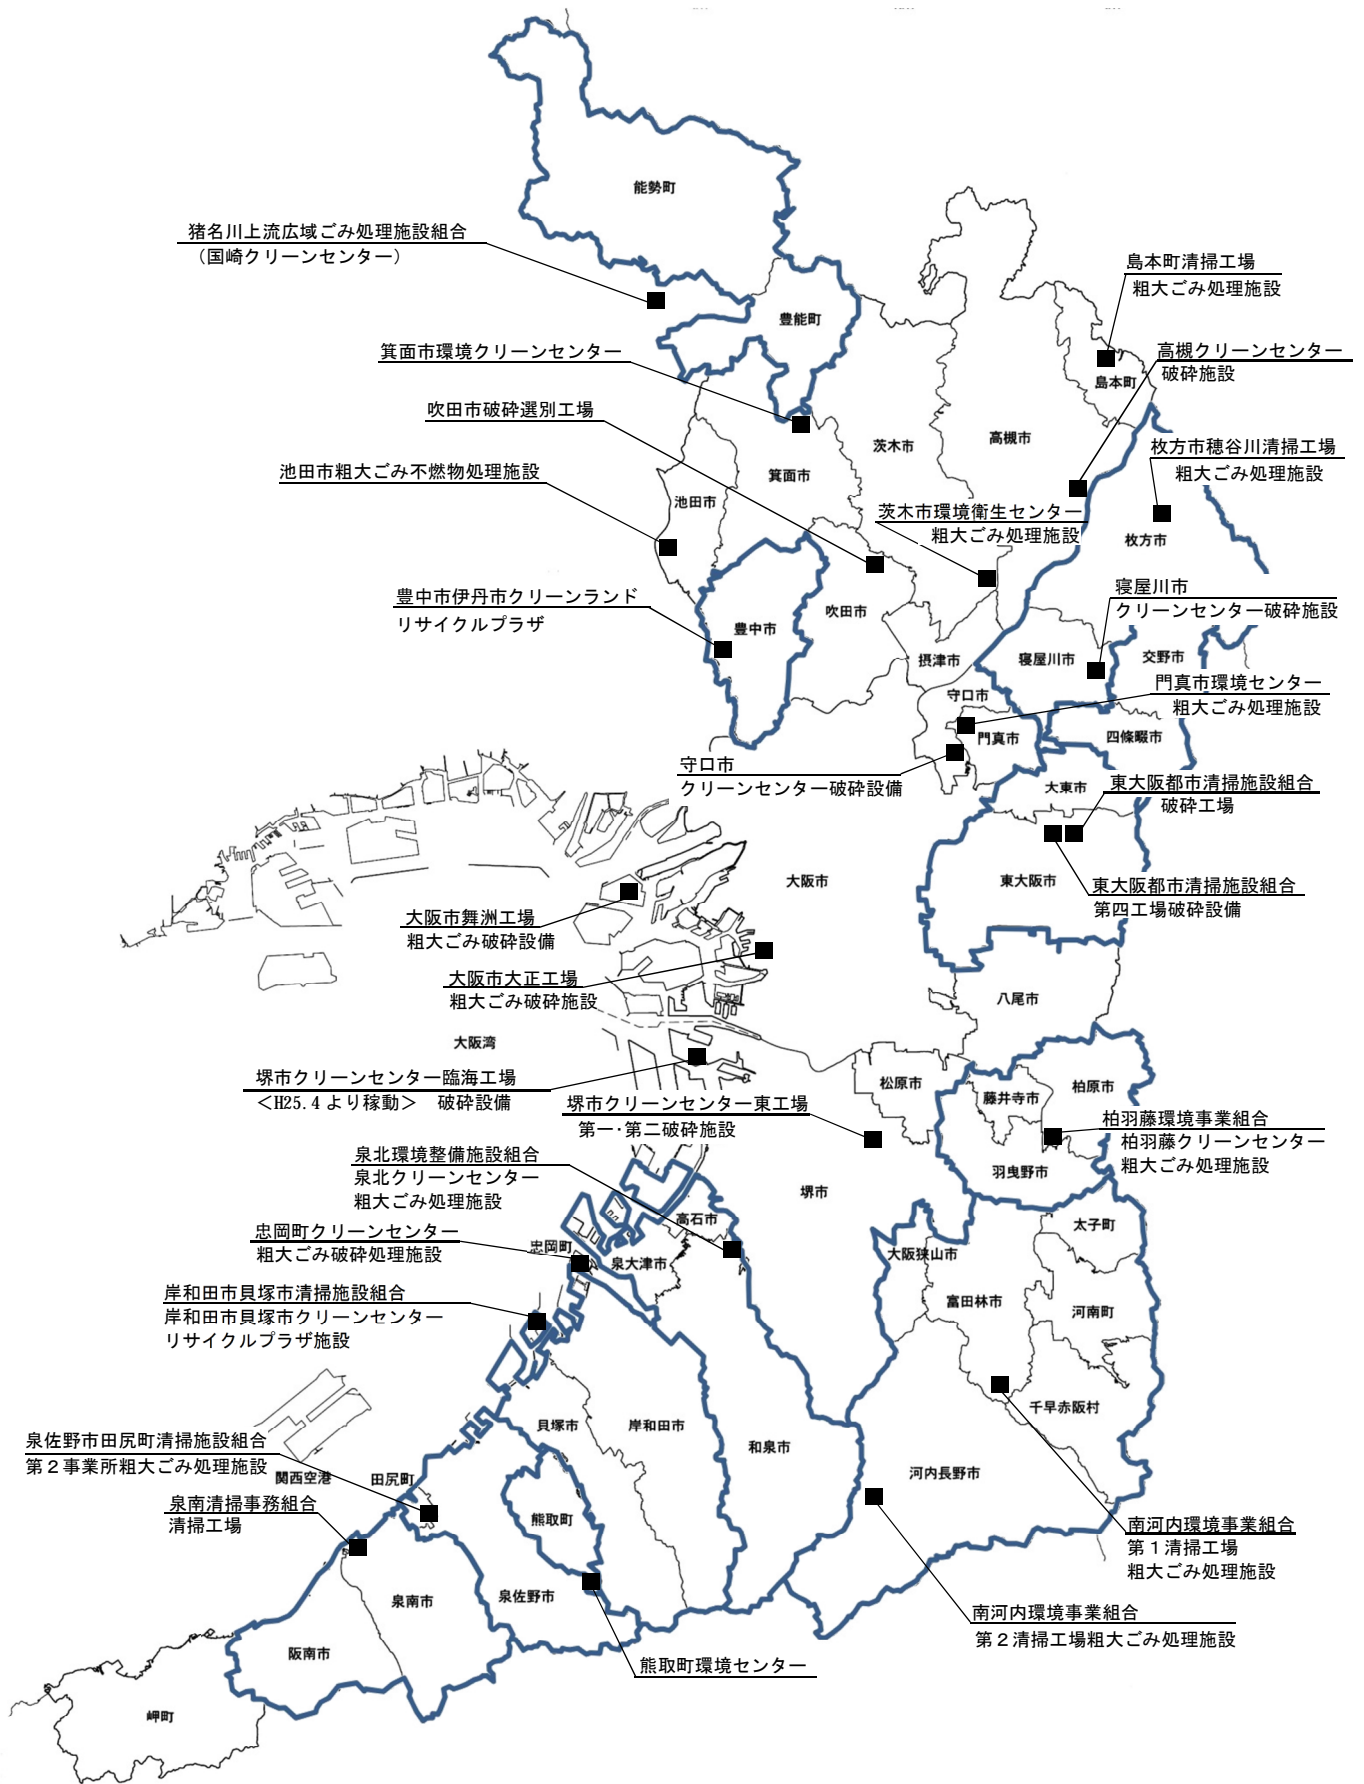 能勢町
猪名川上流広域ごみ処理施設組合
（国崎クリーンセンター）
島本町清掃工場
粗大ごみ処理施設
豊能町
箕面市環境クリーンセンター
高槻クリーンセンター
破砕施設
島本町
吹田市破砕選別工場
高槻市
茨木市
枚方市穂谷川清掃工場
粗大ごみ処理施設
池田市粗大ごみ不燃物処理施設
箕面市
池田市
茨木市環境衛生センター
粗大ごみ処理施設
枚方市
豊中市伊丹市クリーンランド
リサイクルプラザ
寝屋川市
クリーンセンター破砕施設
吹田市
豊中市
摂津市
寝屋川市
交野市
門真市環境センター
粗大ごみ処理施設
守口市
門真市
四條畷市
守口市
クリーンセンター破砕設備
大東市
東大阪都市清掃施設組合
破砕工場
大阪市
東大阪市
東大阪都市清掃施設組合
第四工場破砕設備
大阪市舞洲工場
粗大ごみ破砕設備
大阪市大正工場
粗大ごみ破砕施設
八尾市
大阪湾
堺市クリーンセンター臨海工場
＜H25.4より稼動＞　破砕設備
松原市
柏原市
藤井寺市
堺市クリーンセンター東工場
第一・第二破砕施設
柏羽藤環境事業組合
柏羽藤クリーンセンター
粗大ごみ処理施設
泉北環境整備施設組合
泉北クリーンセンター
粗大ごみ処理施設
羽曳野市
堺市
高石市
太子町
忠岡町クリーンセンター
粗大ごみ破砕処理施設
忠岡町
泉大津市
大阪狭山市
岸和田市貝塚市清掃施設組合
岸和田市貝塚市クリーンセンター
リサイクルプラザ施設
富田林市
河南町
千早赤阪村
貝塚市
岸和田市
和泉市
泉佐野市田尻町清掃施設組合
第２事業所粗大ごみ処理施設
関西空港
田尻町
河内長野市
泉南清掃事務組合
清掃工場
熊取町
南河内環境事業組合
第１清掃工場
粗大ごみ処理施設
泉佐野市
泉南市
南河内環境事業組合
第２清掃工場粗大ごみ処理施設
阪南市
熊取町環境センター
岬町